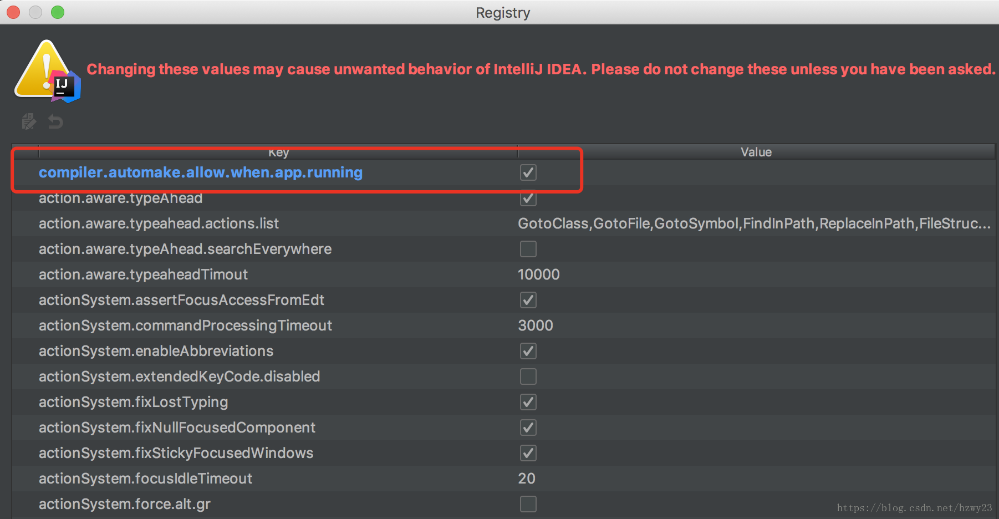 Registry
Changing these values may cause unwanted behavior of IntelliJ IDEA. Please do not change these unless you have been asked.
IJ
Key Value
compiler.automake.allow.when.app.running
action.aware.typeAhead
action.aware.typeahead.actions.list GotoClass,GotoFile,GotoSymbol,FindInPath,ReplaceInPath,FileStruc...
action.aware.typeAhead.searchEverywhere
action.aware.typeaheadTimout 10000
actionSystem.assertFocusAccessFromEdt
actionSystem.commandProcessingTimeout 3000
actionSystem.enableAbbreviations
actionSystem.extendedKeyCode.disabled
actionSystem.fixLostTyping
actionSystem.fixNullFocusedComponent
actionSystem.fixStickyFocusedWindows
actionSystem.focusIdleTimeout 20
actionSystem.force.alt.gr
https://blog.csdn.net/hzwy23